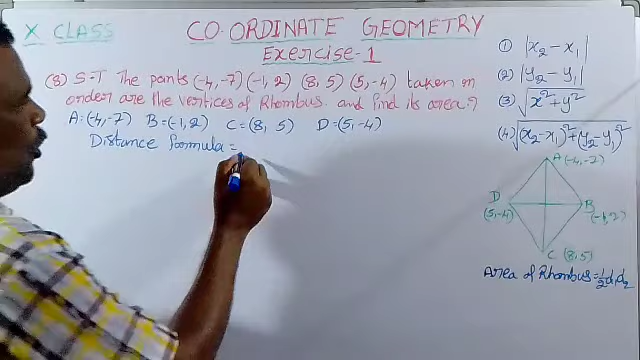 X CLASS
CO-ORDINATE GEOMETRY
Exercise-1
(8) S-T The points (-4,-7) (-1,2) (8,5) (5,-4) taken in
order are the vertices of Rhombus. and find its area?
A=(-4,-7) B=(-1,2) C=(8,5) D=(5,-4)
Distance formula =
① |x₂-x₁|
(2) |y₂-y₁|
(3) √x²+y²
(4) √(x₂-x₁)²+(y₂-y₁)²
A(-4,-7)
D
(5,-4)
B
(-1,2)
C (8,5)
Area of Rhombus=½d₁d₂